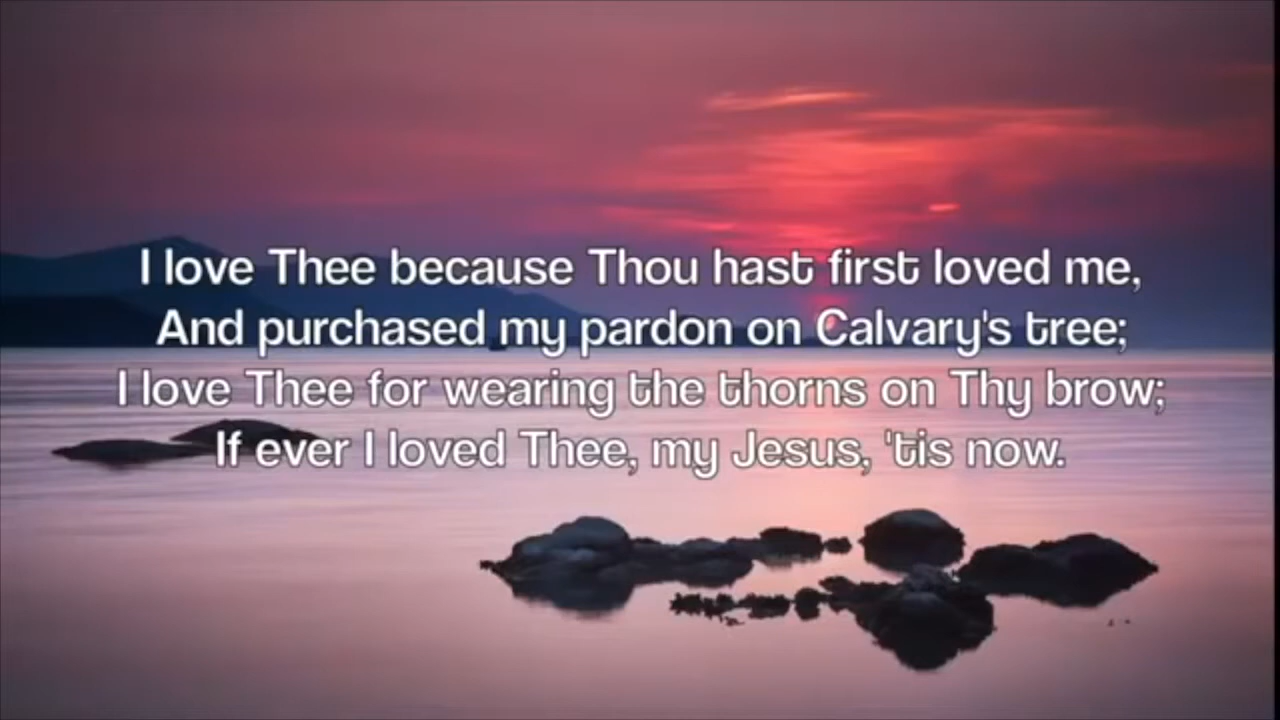 I love Thee because Thou hast first loved me,
And purchased my pardon on Calvary's tree;
I love Thee for wearing the thorns on Thy brow;
If ever I loved Thee, my Jesus, 'tis now.